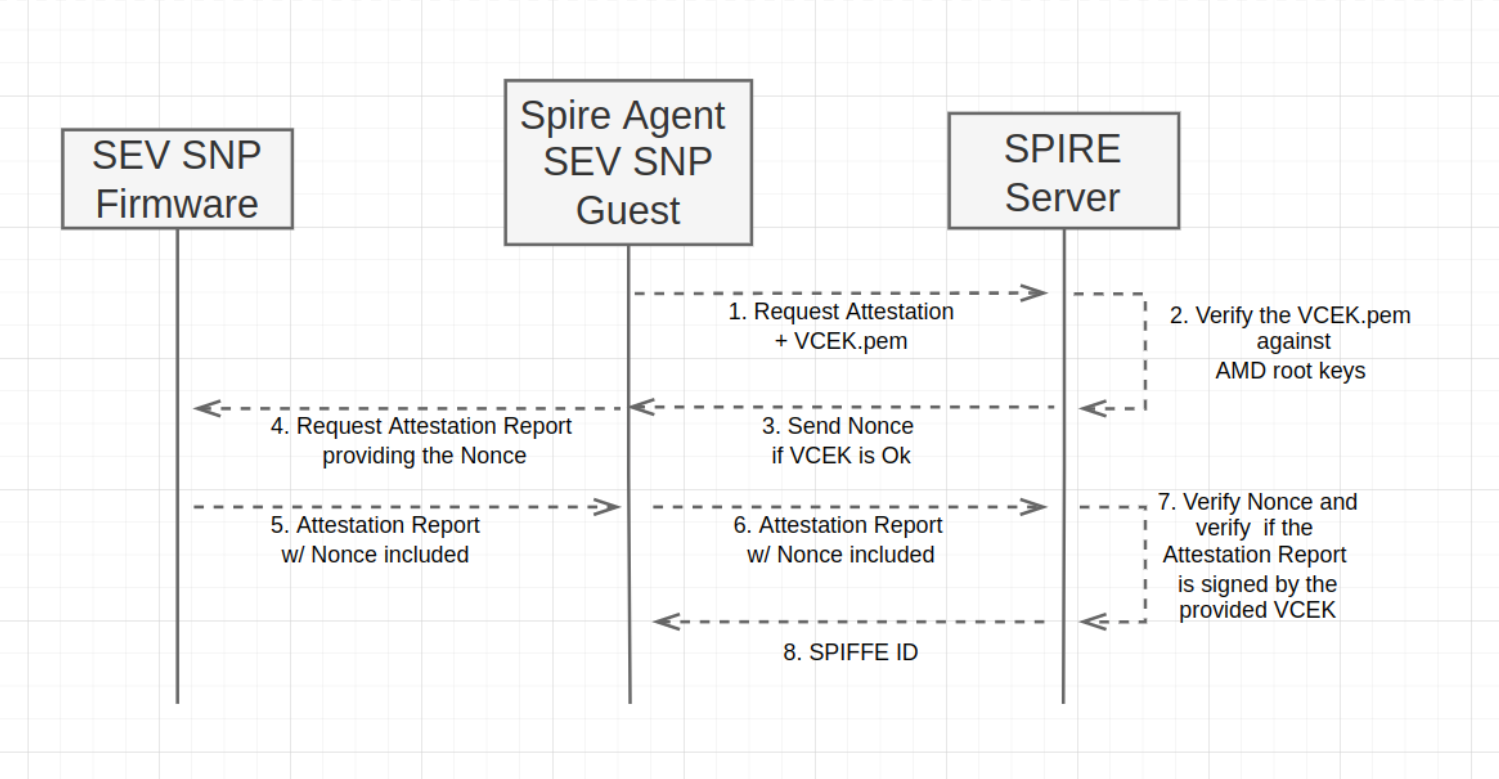 SEV SNP
Firmware
Spire Agent
SEV SNP
Guest
SPIRE
Server
1. Request Attestation
+ VCEK.pem
2. Verify the VCEK.pem
against
AMD root keys
3. Send Nonce
if VCEK is Ok
4. Request Attestation Report
providing the Nonce
5. Attestation Report
w/ Nonce included
6. Attestation Report
w/ Nonce included
7. Verify Nonce and
verify  if the
Attestation Report
is signed by the
provided VCEK
8. SPIFFE ID